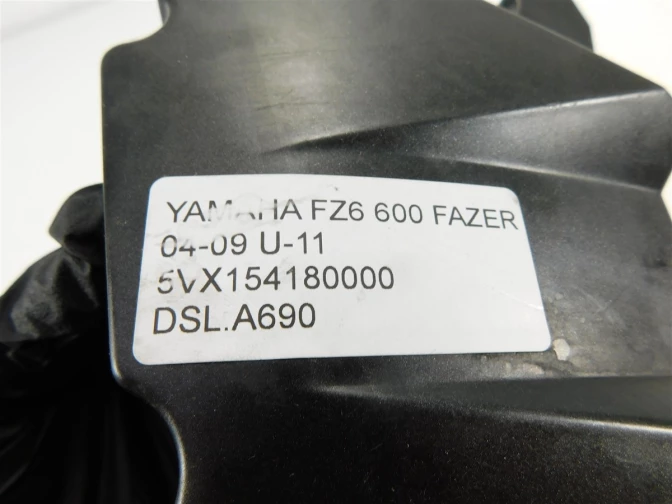 YAMAHA FZ6 600 FAZER
04-09 U-11
5VX154180000
DSL.A690